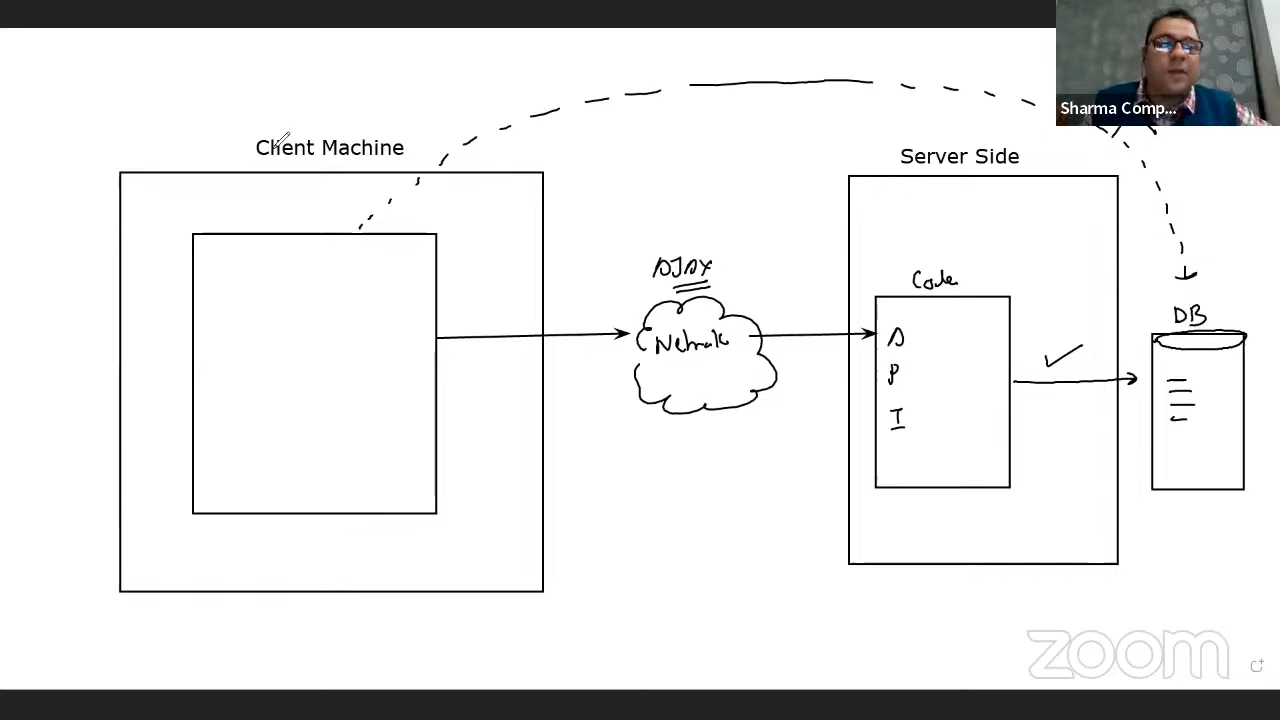 Sharma Comp...
Client Machine
Server Side
AJAX
Code
Network
A
P
I
DB
zoom